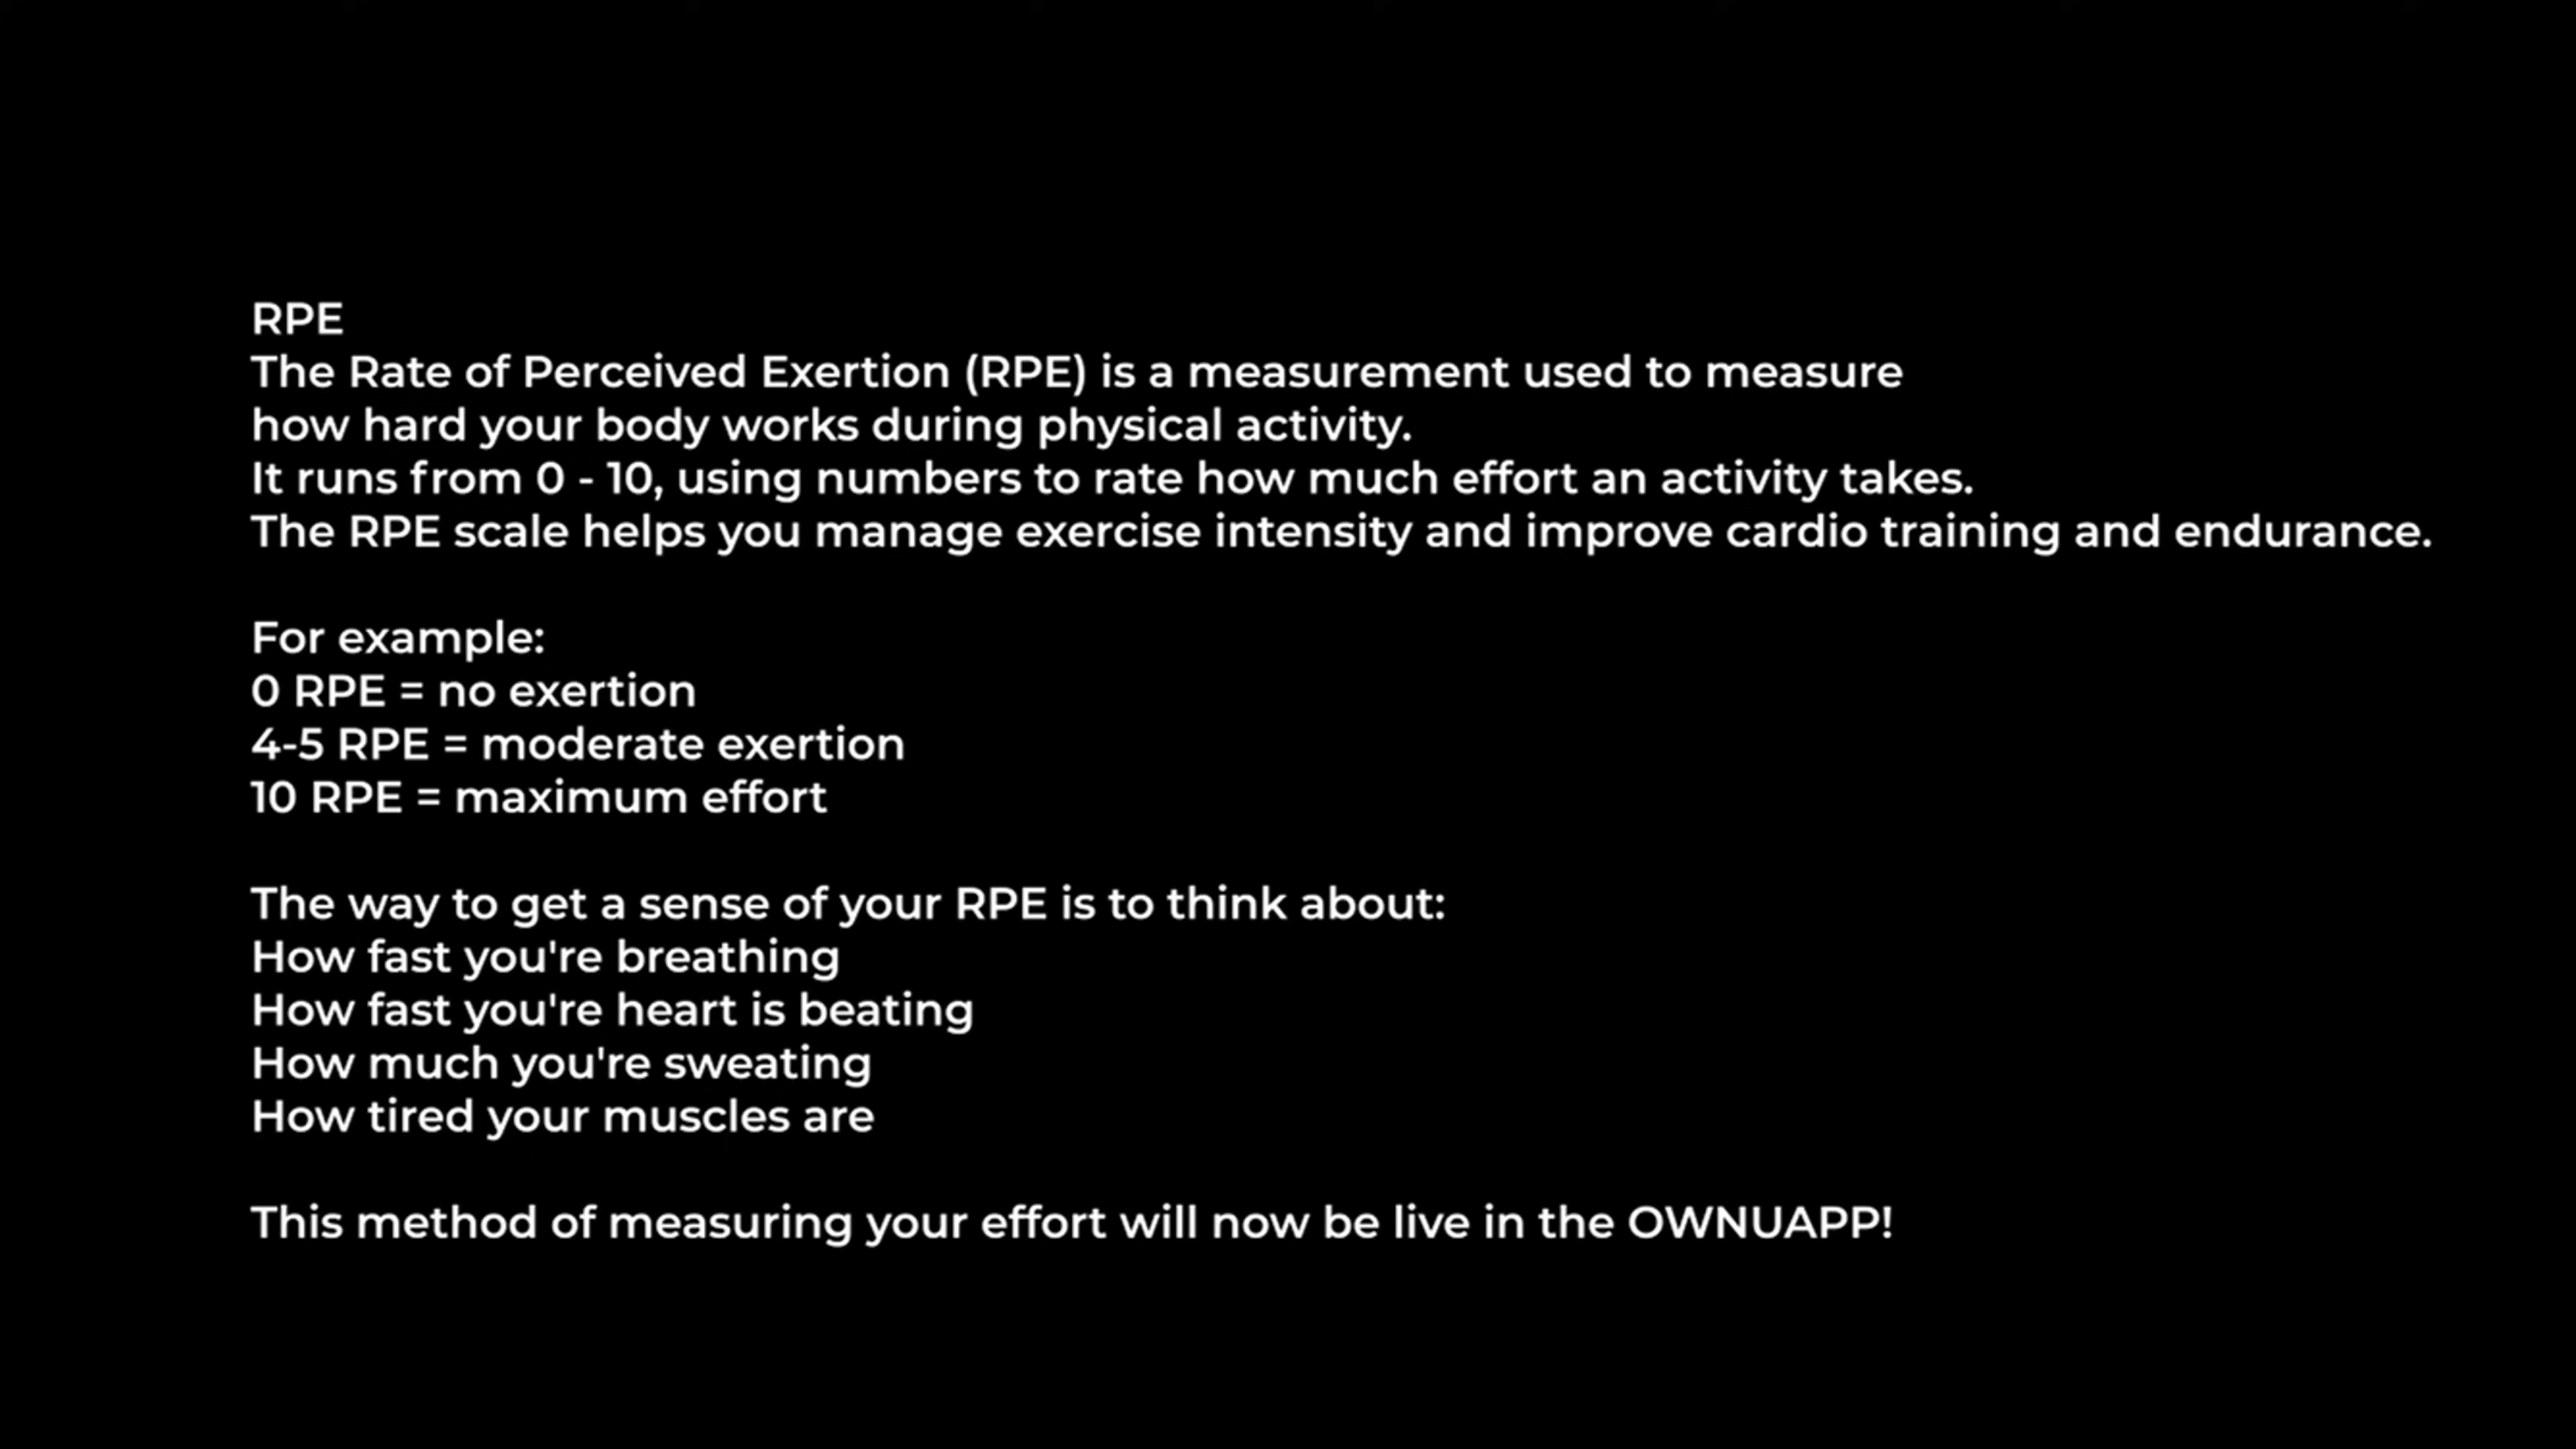 RPE
The Rate of Perceived Exertion (RPE) is a measurement used to measure
how hard your body works during physical activity.
It runs from 0 - 10, using numbers to rate how much effort an activity takes.
The RPE scale helps you manage exercise intensity and improve cardio training and endurance.
For example:
0 RPE = no exertion
4-5 RPE = moderate exertion
10 RPE = maximum effort
The way to get a sense of your RPE is to think about:
How fast you're breathing
How fast you're heart is beating
How much you're sweating
How tired your muscles are
This method of measuring your effort will now be live in the OWNUAPP!